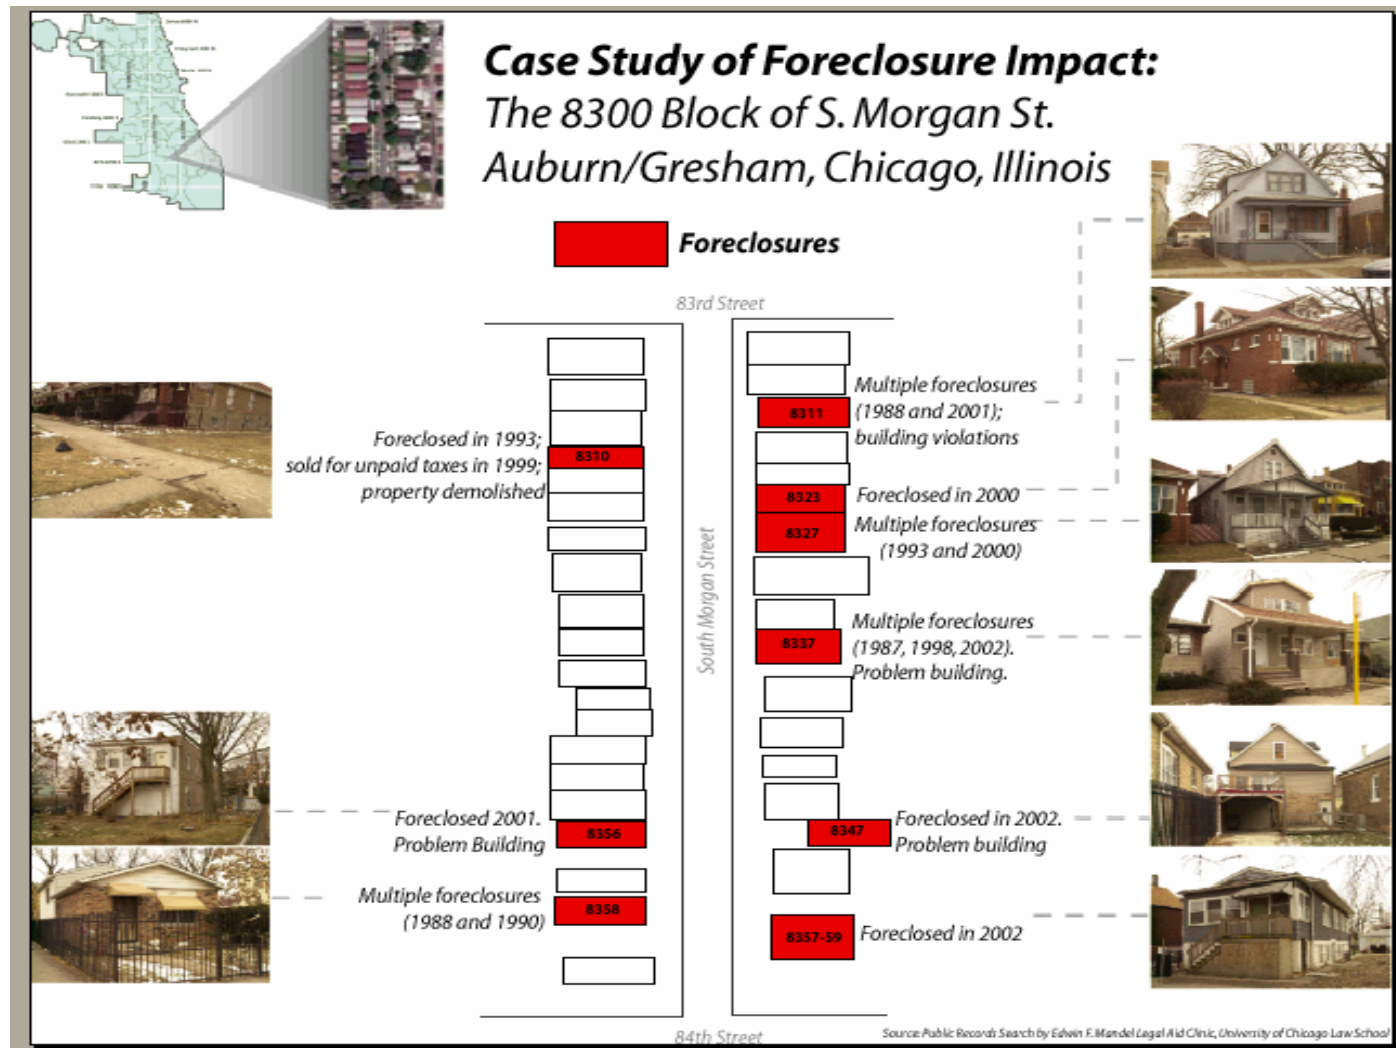 Case Study of Foreclosure Impact:
The 8300 Block of S. Morgan St.
Auburn/Gresham, Chicago, Illinois
Foreclosures
83rd Street
South Morgan Street
Foreclosed in 1993;
sold for unpaid taxes in 1999;
property demolished
8310
Foreclosed 2001.
Problem Building
8356
Multiple foreclosures
(1988 and 1990)
8358
8311
Multiple foreclosures
(1988 and 2001);
building violations
8323
Foreclosed in 2000
8327
Multiple foreclosures
(1993 and 2000)
8337
Multiple foreclosures
(1987, 1998, 2002).
Problem building.
8347
Foreclosed in 2002.
Problem building
8357-59
Foreclosed in 2002
84th Street
Source: Public Records Search by Edwin F. Mandel Legal Aid Clinic, University of Chicago Law School